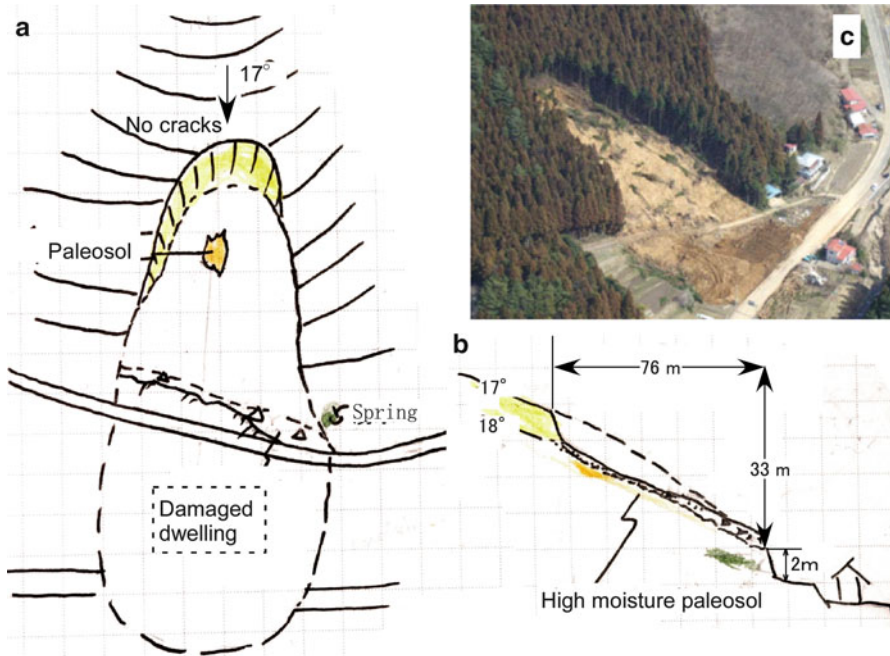 a
17°
No cracks
Paleosol
Spring
Damaged
dwelling
c
b
76 m
17°
18°
33 m
2m
High moisture paleosol